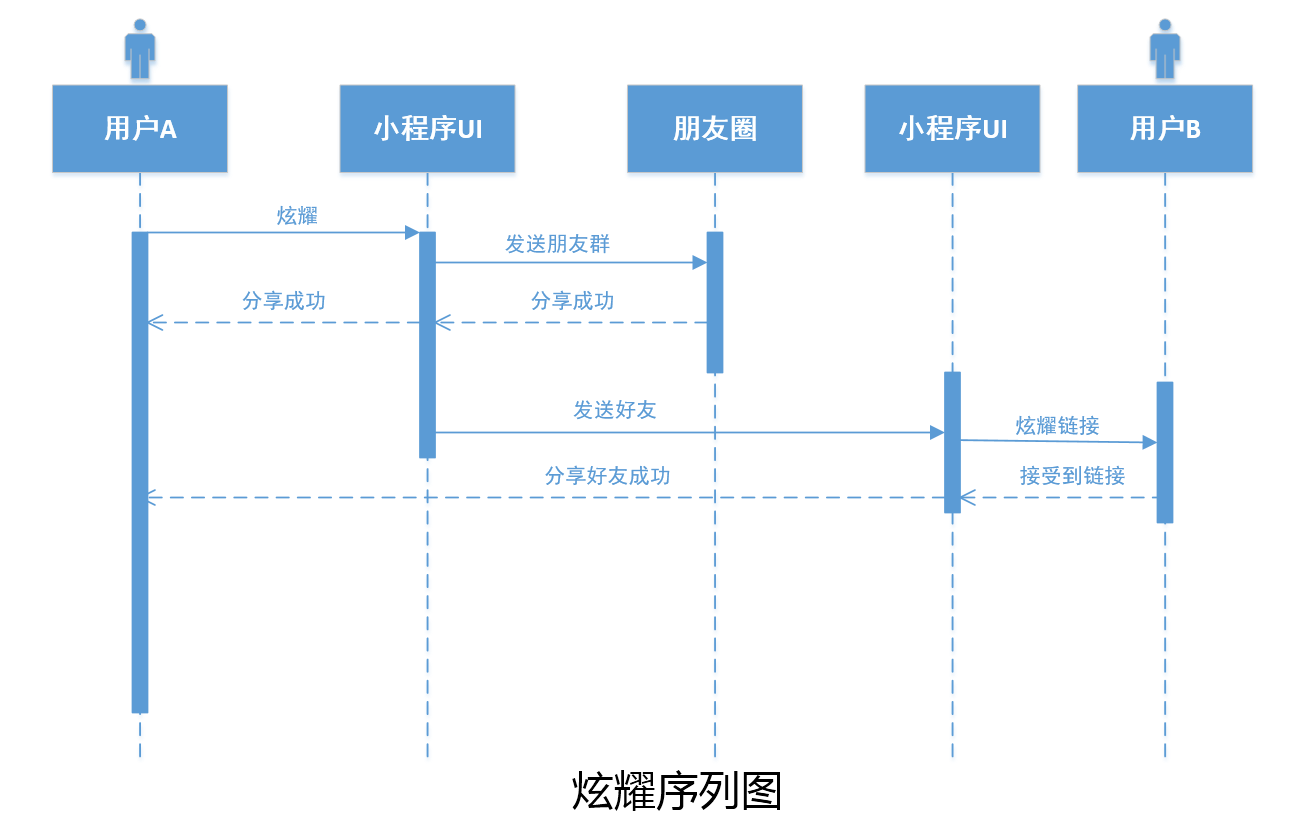 用户A
小程序UI
朋友圈
小程序UI
用户B
炫耀
发送朋友群
分享成功
分享成功
发送好友
炫耀链接
分享好友成功
接受到链接
炫耀序列图